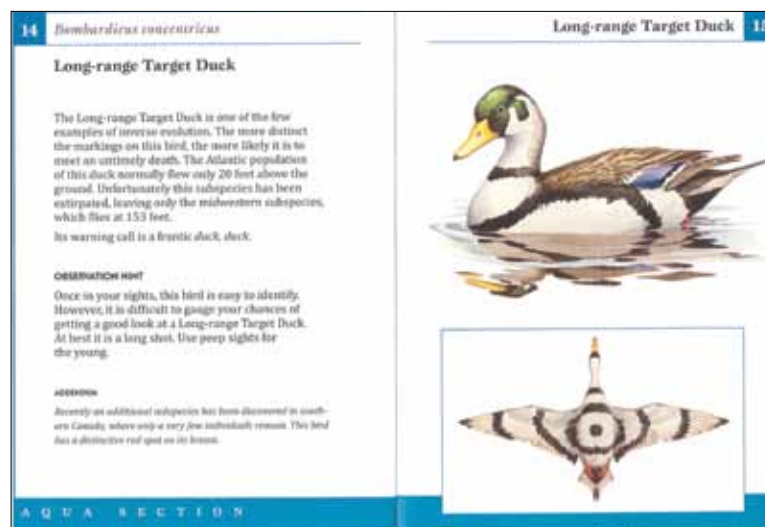 14 Bombardicus concentricus
Long-range Target Duck
The Long-range Target Duck is one of the few
examples of inverse evolution. The more distinct
the markings on this bird, the more likely it is to
meet an untimely death. The Atlantic population
of this duck normally flew only 20 feet above the
ground. Unfortunately this subspecies has been
extirpated, leaving only the midwestern subspecies,
which flies at 153 feet.
Its warning call is a frantic duck, duck.
OBSERVATION HINT
Once in your sights, this bird is easy to identify.
However, it is difficult to gauge your chances of
getting a good look at a Long-range Target Duck.
At best it is a long shot. Use peep sights for
the young.
ADDENDUM
Recently an additional subspecies has been discovered in south-
ern Canada, where only a very few individuals remain. This bird
has a distinctive red spot on its breast.
AQUA SECTION
Long-range Target Duck 15